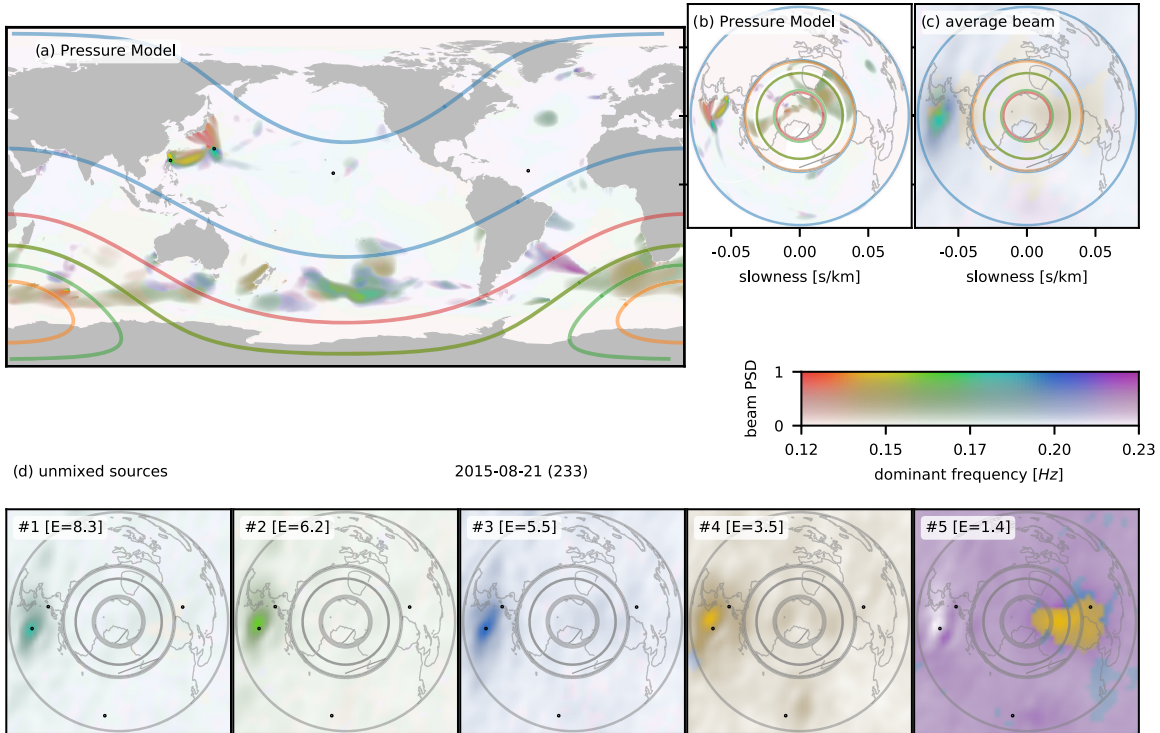 (a) Pressure Model
(b) Pressure Model
(c) average beam
-0.05
0.00
0.05
-0.05
0.00
0.05
slowness [s/km]
slowness [s/km]
beam PSD
1
0
0.12
0.15
0.17
0.20
0.23
dominant frequency [Hz]
(d) unmixed sources
2015-08-21 (233)
#1 [E=8.3]
#2 [E=6.2]
#3 [E=5.5]
#4 [E=3.5]
#5 [E=1.4]